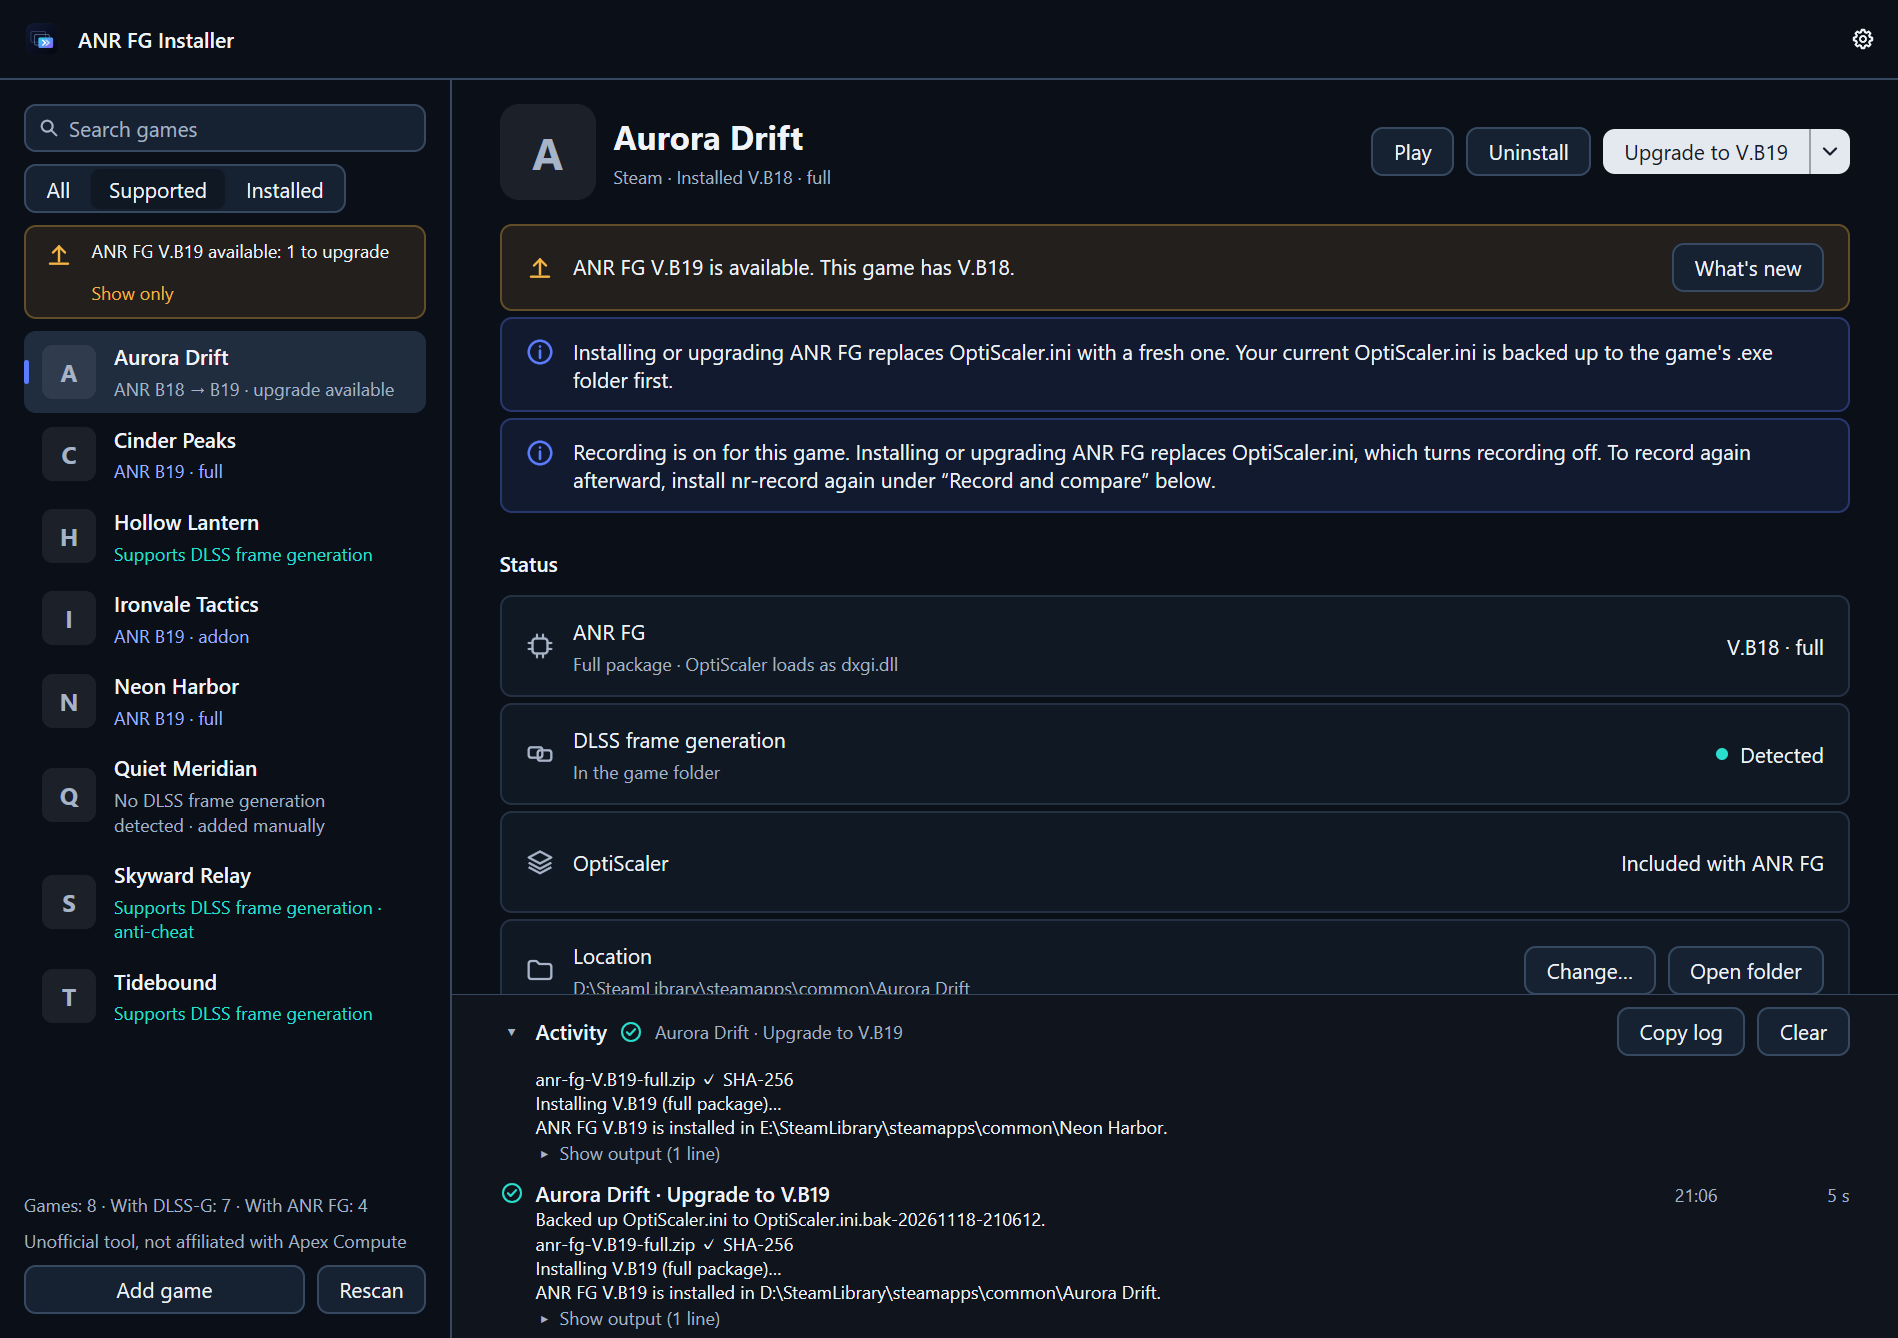 ANR FG Installer
Search games
All
Supported
Installed
ANR FG V.B19 available: 1 to upgrade
Show only
A
Aurora Drift
ANR B18 → B19 · upgrade available
C
Cinder Peaks
ANR B19 · full
H
Hollow Lantern
Supports DLSS frame generation
I
Ironvale Tactics
ANR B19 · addon
N
Neon Harbor
ANR B19 · full
Q
Quiet Meridian
No DLSS frame generation
detected · added manually
S
Skyward Relay
Supports DLSS frame generation ·
anti-cheat
T
Tidebound
Supports DLSS frame generation
Games: 8 · With DLSS-G: 7 · With ANR FG: 4
Unofficial tool, not affiliated with Apex Compute
Add game
Rescan
A
Aurora Drift
Steam · Installed V.B18 · full
Play
Uninstall
Upgrade to V.B19
ANR FG V.B19 is available. This game has V.B18.
What's new
Installing or upgrading ANR FG replaces OptiScaler.ini with a fresh one. Your current OptiScaler.ini is backed up to the game's .exe
folder first.
Recording is on for this game. Installing or upgrading ANR FG replaces OptiScaler.ini, which turns recording off. To record again
afterward, install nr-record again under “Record and compare” below.
Status
ANR FG
Full package · OptiScaler loads as dxgi.dll
V.B18 · full
DLSS frame generation
In the game folder
Detected
OptiScaler
Included with ANR FG
Location
D:\SteamLibrary\steamapps\common\Aurora Drift
Change...
Open folder
Activity
Aurora Drift · Upgrade to V.B19
Copy log
Clear
anr-fg-V.B19-full.zip ✓ SHA-256
Installing V.B19 (full package)...
ANR FG V.B19 is installed in E:\SteamLibrary\steamapps\common\Neon Harbor.
Show output (1 line)
Aurora Drift · Upgrade to V.B19
21:06
5 s
Backed up OptiScaler.ini to OptiScaler.ini.bak-20261118-210612.
anr-fg-V.B19-full.zip ✓ SHA-256
Installing V.B19 (full package)...
ANR FG V.B19 is installed in D:\SteamLibrary\steamapps\common\Aurora Drift.
Show output (1 line)